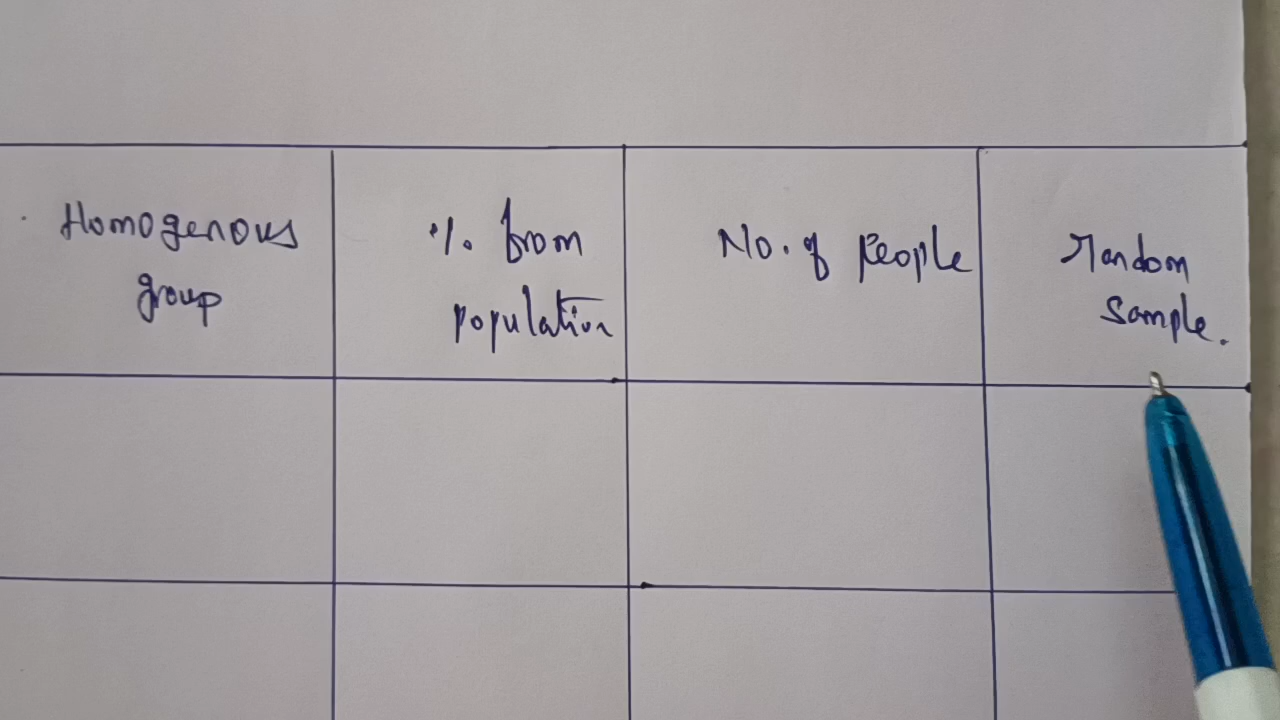 Homogenous
group
% from
population
No. of People
random
sample.